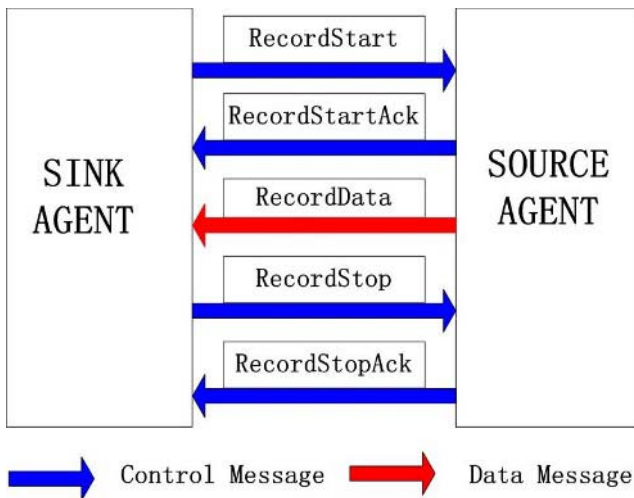 RecordStart
RecordStartAck
SINK
AGENT
SOURCE
AGENT
RecordData
RecordStop
RecordStopAck
Control Message
Data Message